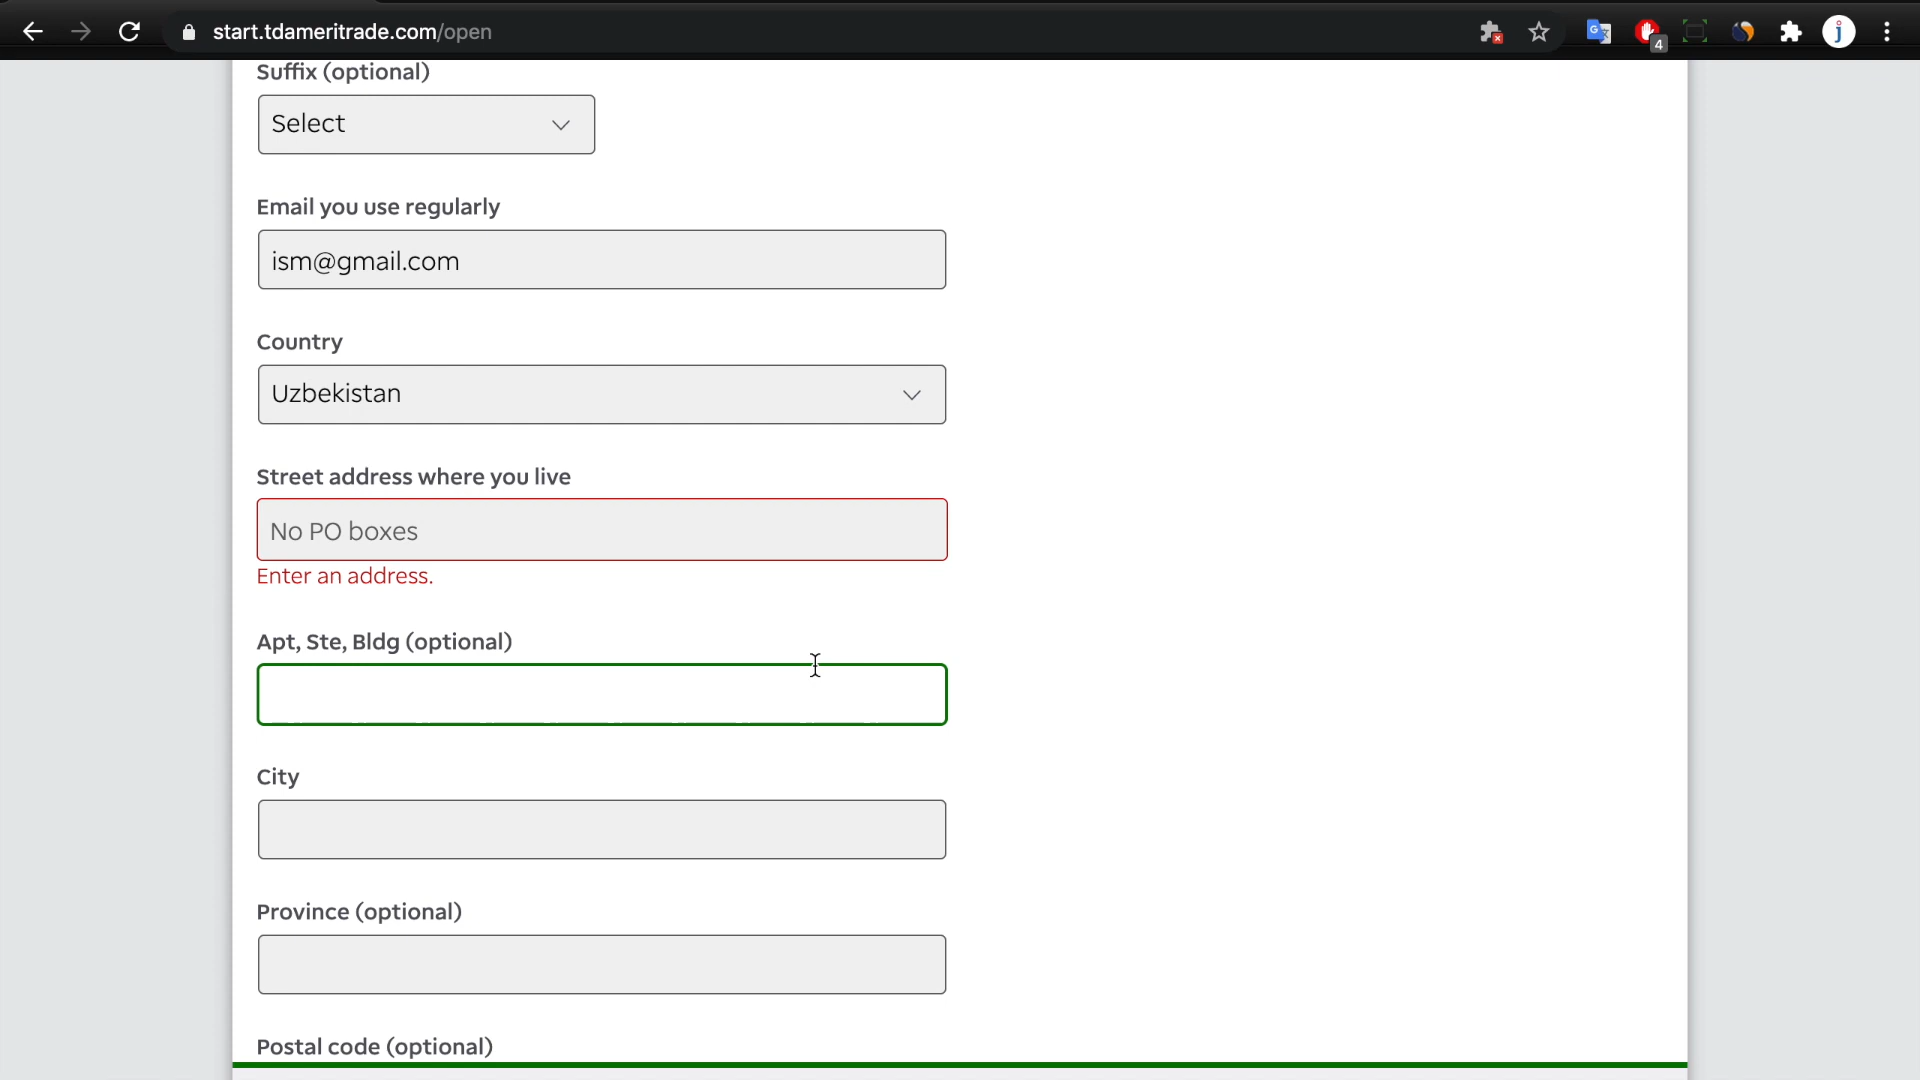 start.tdameritrade.com/open
4
j
Suffix (optional)
Select
Email you use regularly
ism@gmail.com
Country
Uzbekistan
Street address where you live
No PO boxes
Enter an address.
Apt, Ste, Bldg (optional)
City
Province (optional)
Postal code (optional)